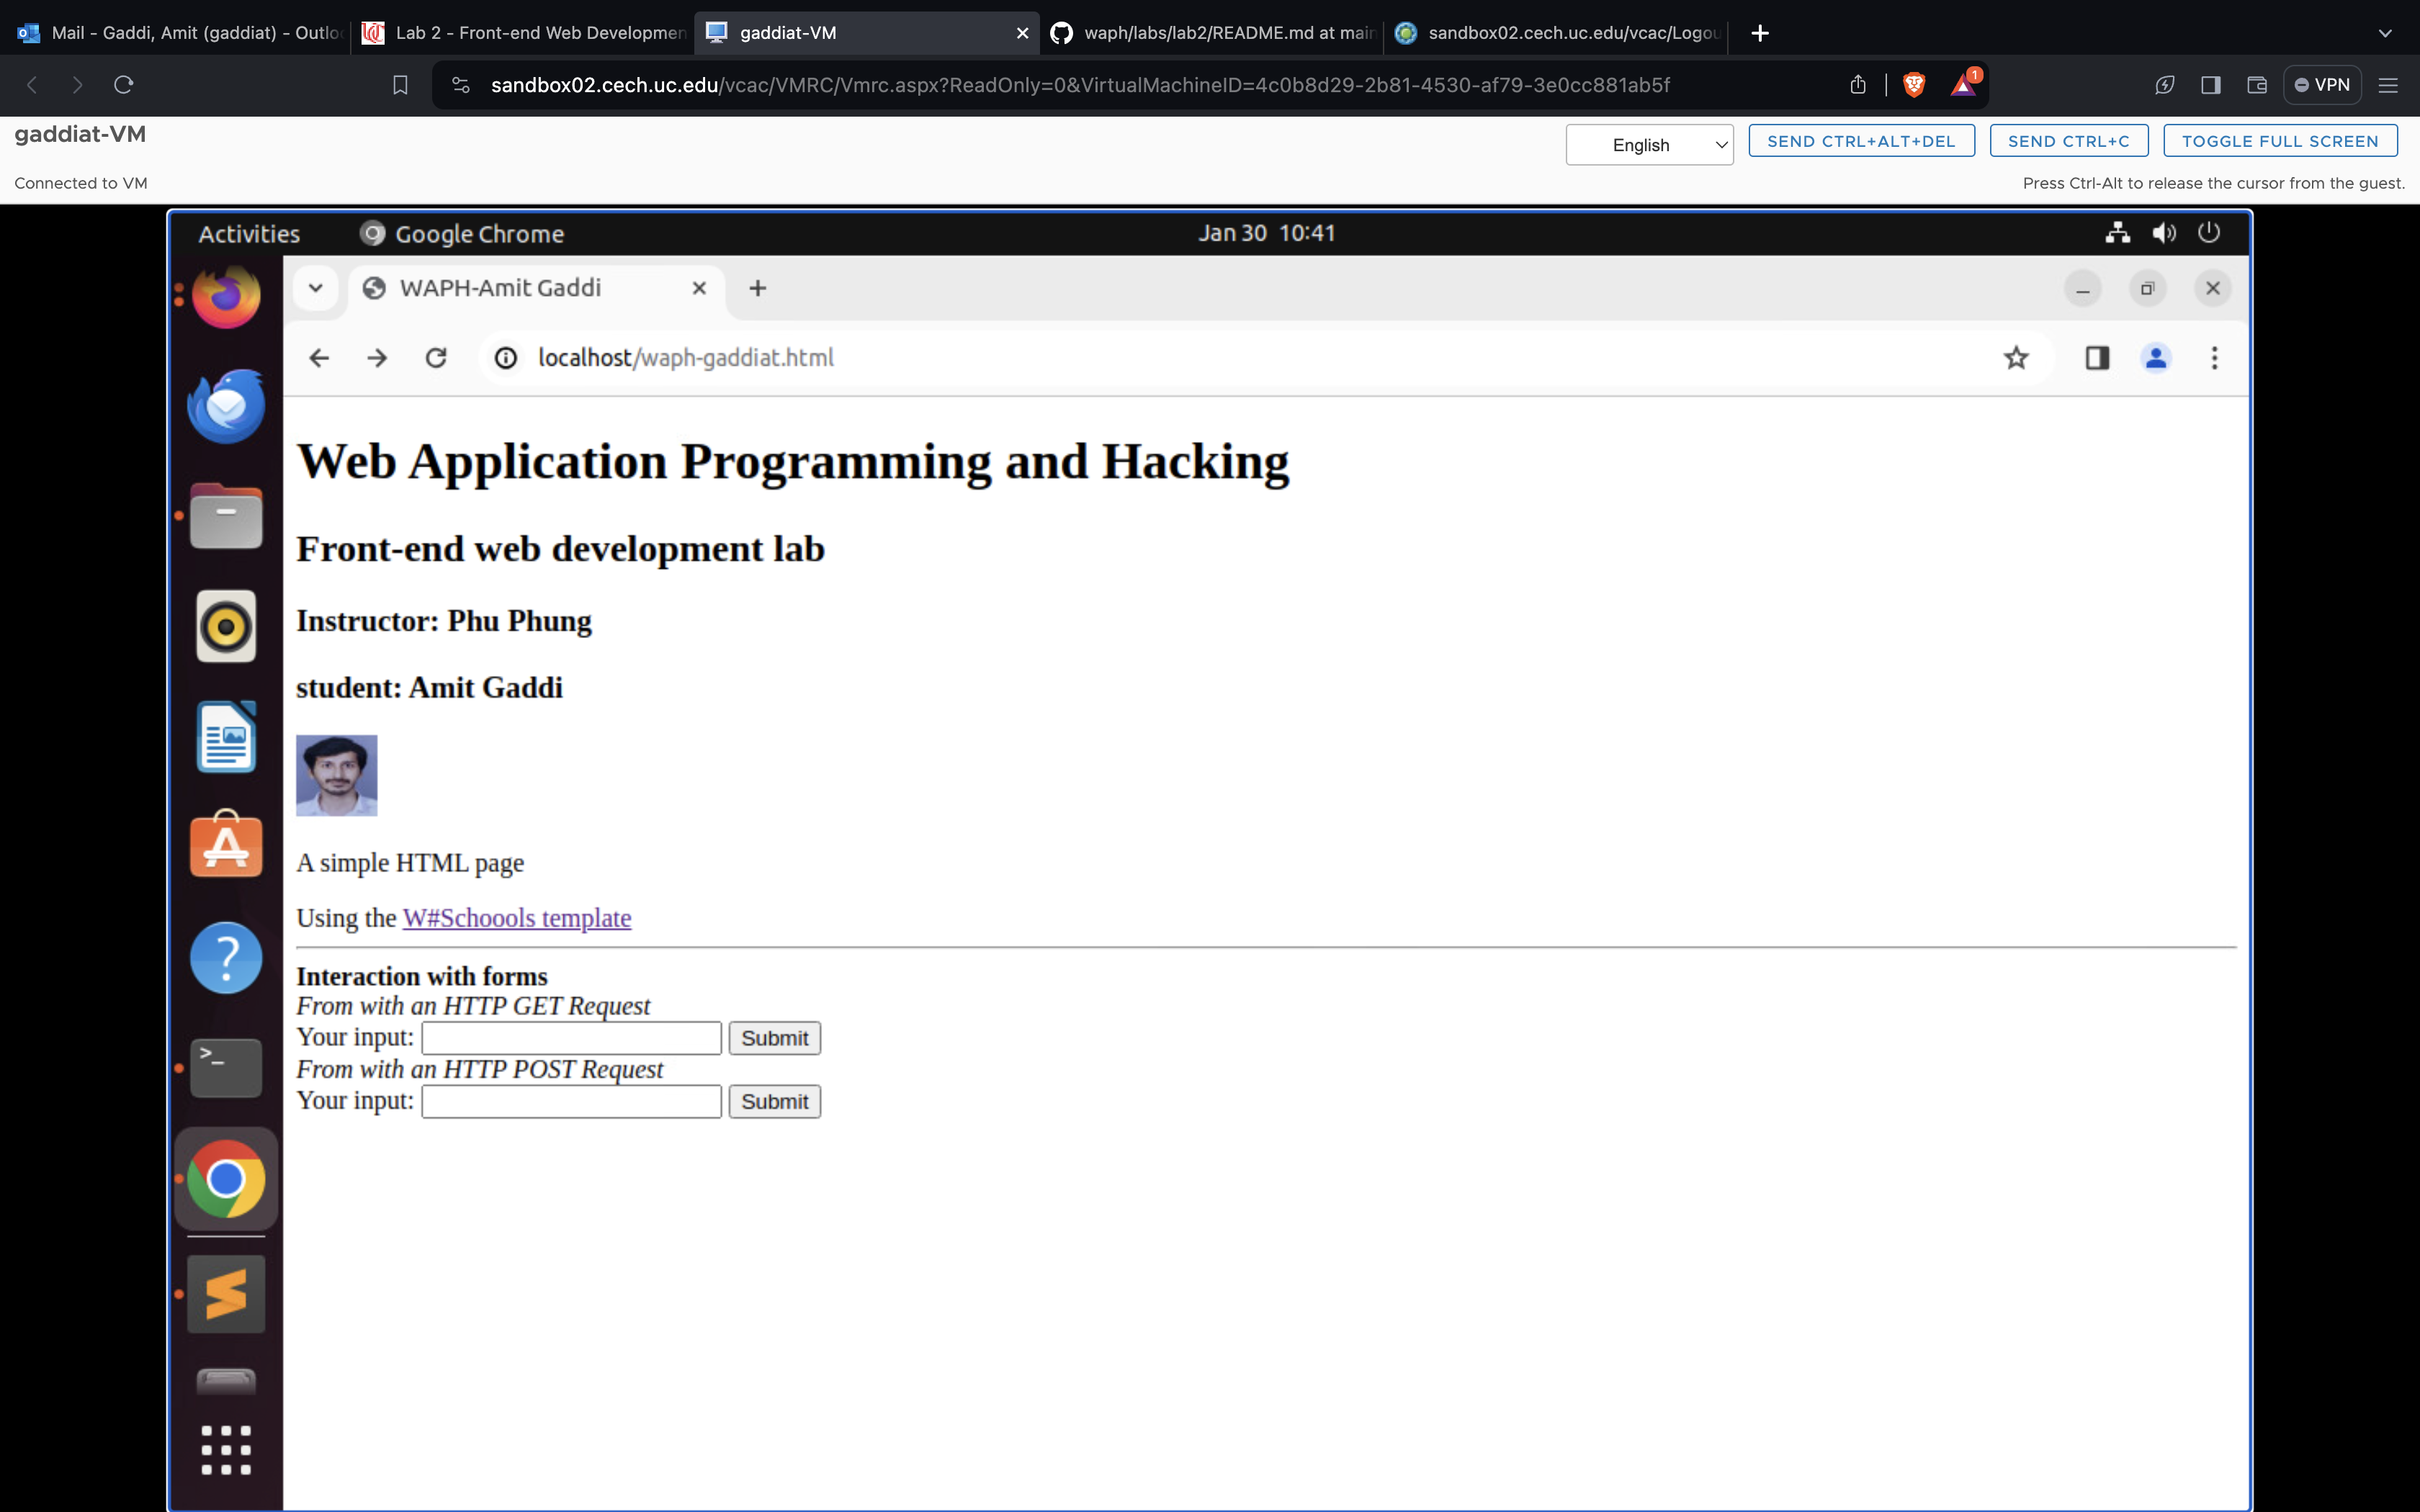 Mail - Gaddi, Amit (gaddiat) - Outlo
Lab 2 - Front-end Web Developmen
gaddiat-VM
waph/labs/lab2/README.md at main
sandbox02.cech.uc.edu/vcac/Logou
sandbox02.cech.uc.edu/vcac/VMRC/Vmrc.aspx?ReadOnly=0&VirtualMachineID=4c0b8d29-2b81-4530-af79-3e0cc881ab5f
1
VPN
gaddiat-VM
English
SEND CTRL+ALT+DEL
SEND CTRL+C
TOGGLE FULL SCREEN
Connected to VM
Press Ctrl-Alt to release the cursor from the guest.
Activities
Google Chrome
Jan 30 10:41
WAPH-Amit Gaddi
localhost/waph-gaddiat.html
Web Application Programming and Hacking
Front-end web development lab
Instructor: Phu Phung
student: Amit Gaddi
A simple HTML page
Using the W#Schoools template
Interaction with forms
From with an HTTP GET Request
Your input: Submit
From with an HTTP POST Request
Your input: Submit